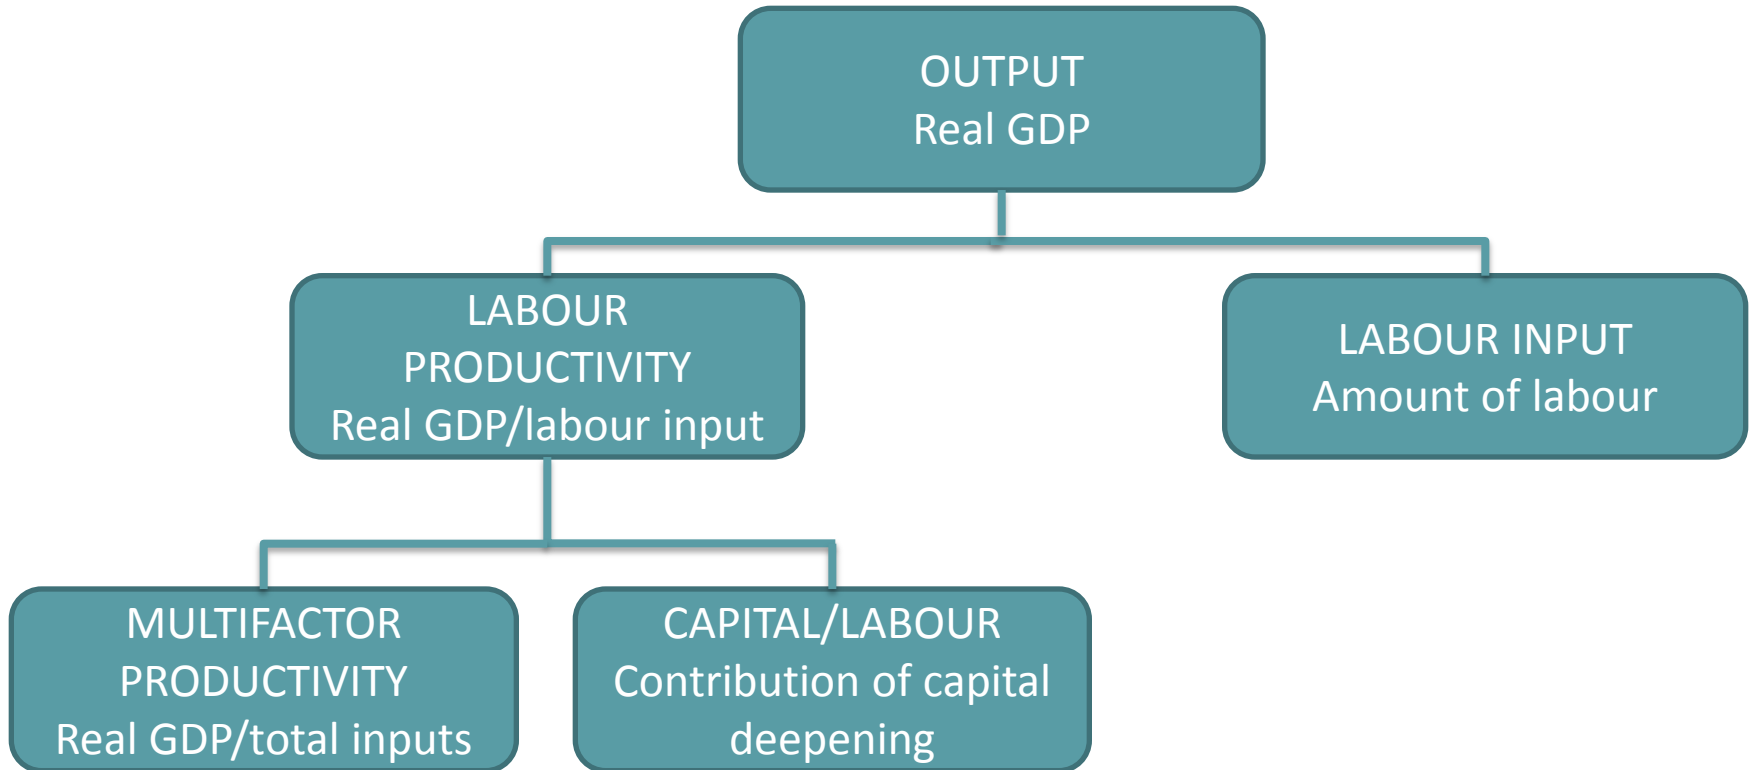 OUTPUT
Real GDP
LABOUR
PRODUCTIVITY
Real GDP/labour input
LABOUR INPUT
Amount of labour
MULTIFACTOR
PRODUCTIVITY
Real GDP/total inputs
CAPITAL/LABOUR
Contribution of capital
deepening